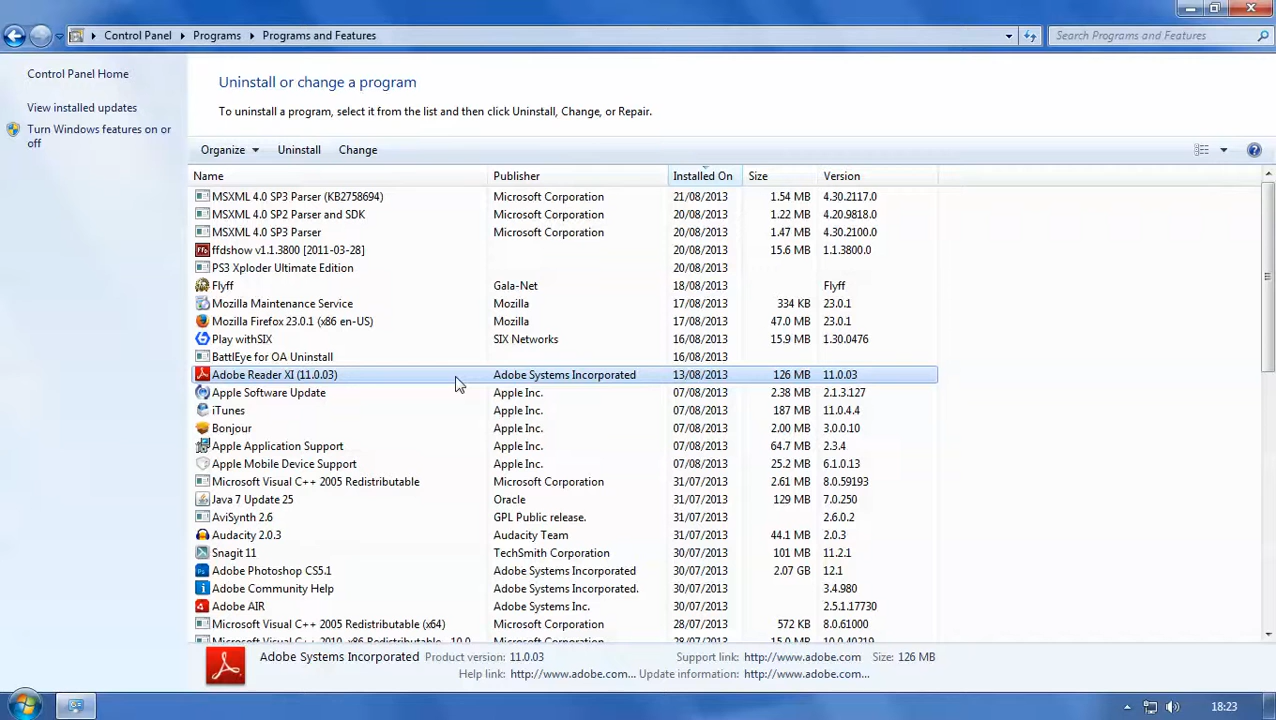 Control Panel Programs Programs and Features Search Programs and Features
Control Panel Home
View installed updates
Turn Windows features on or
off
Uninstall or change a program
To uninstall a program, select it from the list and then click Uninstall, Change, or Repair.
Organize Uninstall Change
Name Publisher Installed On Size Version
MSXML 4.0 SP3 Parser (KB2758694) Microsoft Corporation 21/08/2013 1.54 MB 4.30.2117.0
MSXML 4.0 SP2 Parser and SDK Microsoft Corporation 20/08/2013 1.22 MB 4.20.9818.0
MSXML 4.0 SP3 Parser Microsoft Corporation 20/08/2013 1.47 MB 4.30.2100.0
ffdshow v1.1.3800 [2011-03-28] 20/08/2013 15.6 MB 1.1.3800.0
PS3 Xploder Ultimate Edition 20/08/2013
Flyff Gala-Net 18/08/2013 Flyff
Mozilla Maintenance Service Mozilla 17/08/2013 334 KB 23.0.1
Mozilla Firefox 23.0.1 (x86 en-US) Mozilla 17/08/2013 47.0 MB 23.0.1
Play withSIX SIX Networks 16/08/2013 15.9 MB 1.30.0476
BattlEye for OA Uninstall 16/08/2013
Adobe Reader XI (11.0.03) Adobe Systems Incorporated 13/08/2013 126 MB 11.0.03
Apple Software Update Apple Inc. 07/08/2013 2.38 MB 2.1.3.127
iTunes Apple Inc. 07/08/2013 187 MB 11.0.4.4
Bonjour Apple Inc. 07/08/2013 2.00 MB 3.0.0.10
Apple Application Support Apple Inc. 07/08/2013 64.7 MB 2.3.4
Apple Mobile Device Support Apple Inc. 07/08/2013 25.2 MB 6.1.0.13
Microsoft Visual C++ 2005 Redistributable Microsoft Corporation 31/07/2013 2.61 MB 8.0.59193
Java 7 Update 25 Oracle 31/07/2013 129 MB 7.0.250
AviSynth 2.6 GPL Public release. 31/07/2013 2.6.0.2
Audacity 2.0.3 Audacity Team 31/07/2013 44.1 MB 2.0.3
Snagit 11 TechSmith Corporation 30/07/2013 101 MB 11.2.1
Adobe Photoshop CS5.1 Adobe Systems Incorporated 30/07/2013 2.07 GB 12.1
Adobe Community Help Adobe Systems Incorporated. 30/07/2013 3.4.980
Adobe AIR Adobe Systems Inc. 30/07/2013 2.5.1.17730
Microsoft Visual C++ 2005 Redistributable (x64) Microsoft Corporation 28/07/2013 572 KB 8.0.61000
Microsoft Visual C++ 2010 x86 Redistributable - 10.0.... Microsoft Corporation 28/07/2013 15.0 MB 10.0.40219
Adobe Systems Incorporated Product version: 11.0.03 Support link: http://www.adobe.com Size: 126 MB
Help link: http://www.adobe.com... Update information: http://www.adobe.com...
18:23